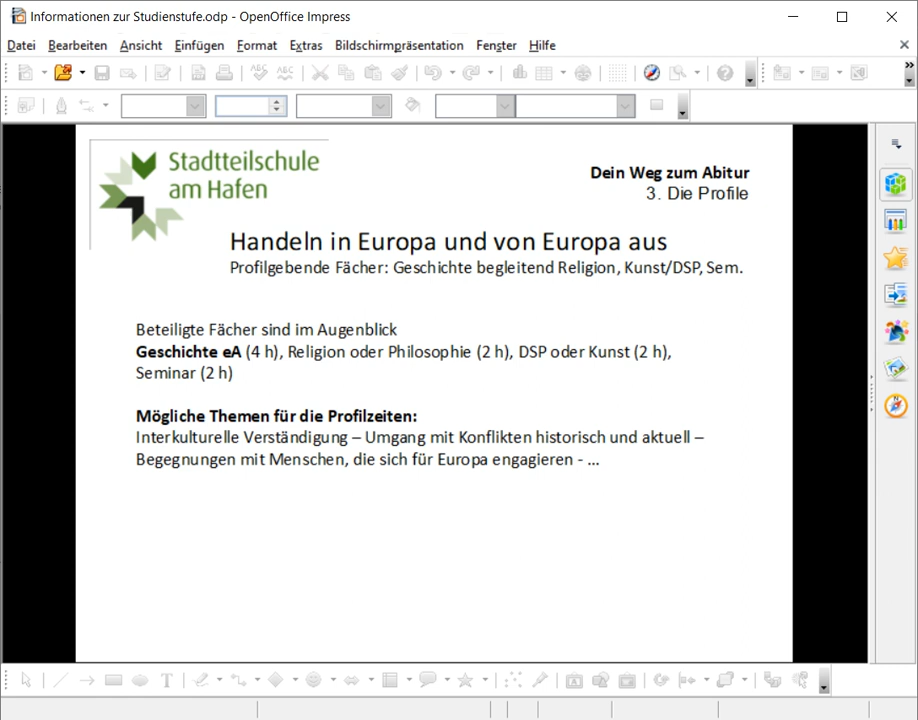 Informationen zur Studienstufe.odp - OpenOffice Impress
Datei Bearbeiten Ansicht Einfügen Format Extras Bildschirmpräsentation Fenster Hilfe
Stadtteilschule
am Hafen
Dein Weg zum Abitur
3. Die Profile
Handeln in Europa und von Europa aus
Profilgebende Fächer: Geschichte begleitend Religion, Kunst/DSP, Sem.
Beteiligte Fächer sind im Augenblick
Geschichte eA (4 h), Religion oder Philosophie (2 h), DSP oder Kunst (2 h),
Seminar (2 h)
Mögliche Themen für die Profilzeiten:
Interkulturelle Verständigung – Umgang mit Konflikten historisch und aktuell –
Begegnungen mit Menschen, die sich für Europa engagieren - ...